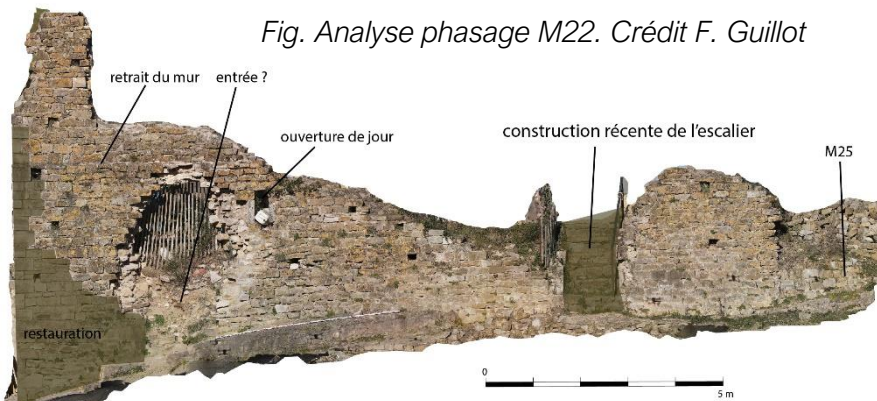 Fig. Analyse phasage M22. Crédit F. Guillot
retrait du mur
entrée ?
ouverture de jour
construction récente de l'escalier
M25
restauration
0
5 m